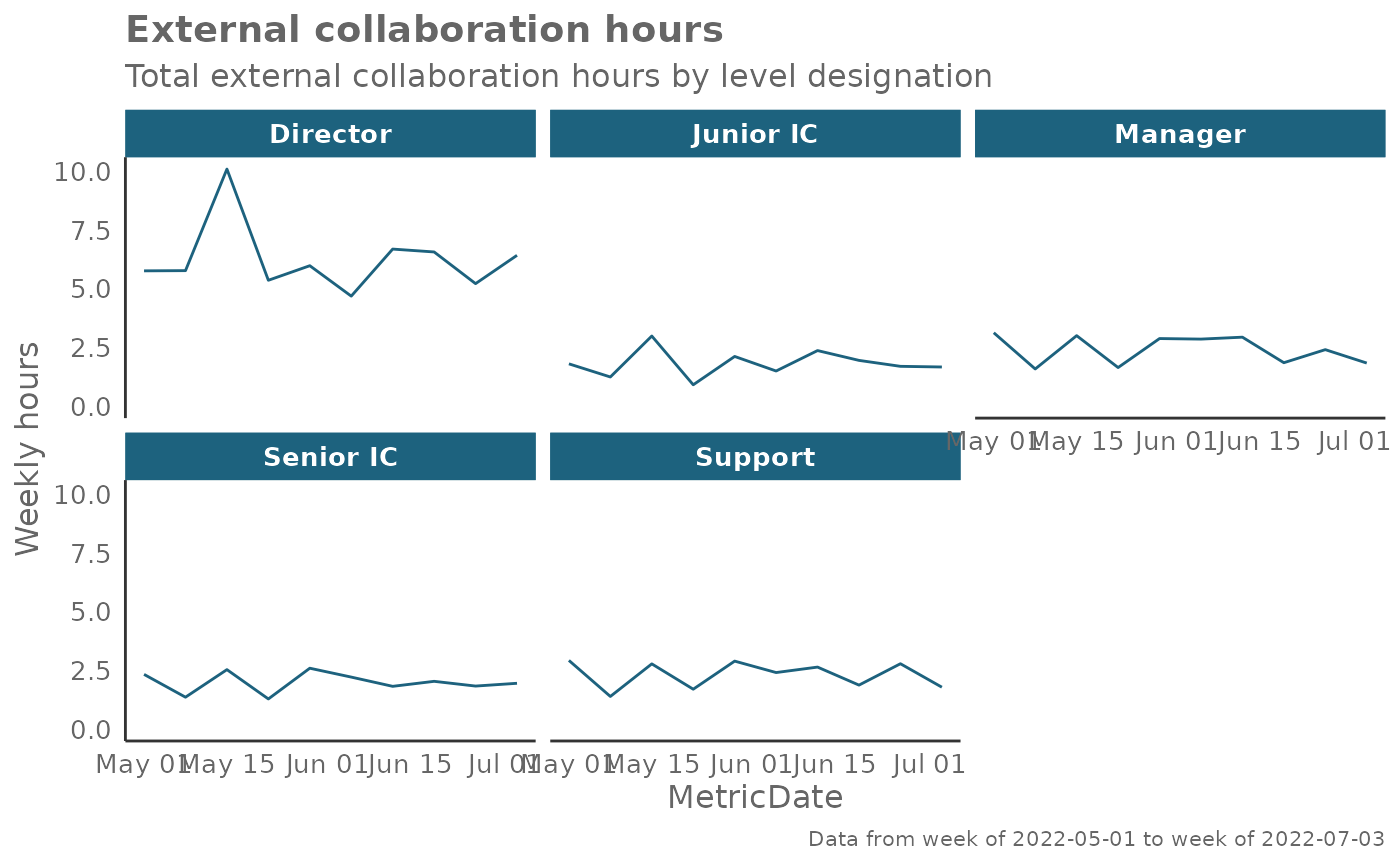 External collaboration hours
Total external collaboration hours by level designation
Director
Junior IC
Manager
10.0
7.5
5.0
2.5
0.0
May 01 May 15 Jun 01 Jun 15 Jul 01
Senior IC
Support
10.0
7.5
5.0
2.5
0.0
May 01 May 15 Jun 01 Jun 15 Jul 01
May 01 May 15 Jun 01 Jun 15 Jul 01
Weekly hours
MetricDate
Data from week of 2022-05-01 to week of 2022-07-03